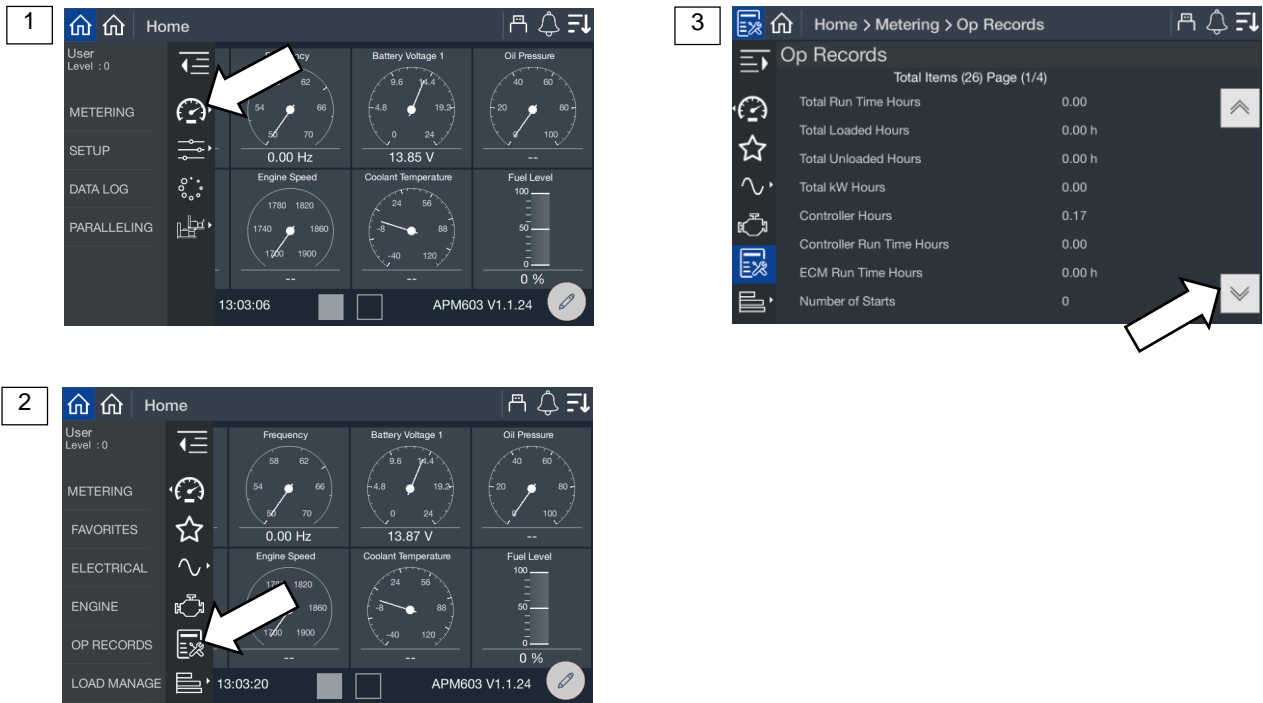 1
Home
User
Level : 0
METERING
SETUP
DATA LOG
PARALLELING
62
54 66
50 70
0.00 Hz
Battery Voltage 1
9.6 14.4
4.8 19.2
0 24
13.85 V
Oil Pressure
40 60
20 80
0 100
--
Engine Speed
1780 1820
1740 1860
1700 1900
--
Coolant Temperature
24 56
-8 88
-40 120
--
Fuel Level
100
50
0
0 %
13:03:06
APM603 V1.1.24
2
Home
User
Level : 0
METERING
FAVORITES
ELECTRICAL
ENGINE
OP RECORDS
LOAD MANAGE
Frequency
58 62
54 66
50 70
0.00 Hz
Battery Voltage 1
9.6 14.4
4.8 19.2
0 24
13.87 V
Oil Pressure
40 60
20 80
0 100
--
Engine Speed
1780 1820
1860
1700 1900
--
Coolant Temperature
24 56
-8 88
-40 120
--
Fuel Level
100
50
0
0 %
13:03:20
APM603 V1.1.24
3
Home > Metering > Op Records
Op Records
Total Items (26) Page (1/4)
Total Run Time Hours 0.00
Total Loaded Hours 0.00 h
Total Unloaded Hours 0.00 h
Total kW Hours 0.00
Controller Hours 0.17
Controller Run Time Hours 0.00
ECM Run Time Hours 0.00 h
Number of Starts 0